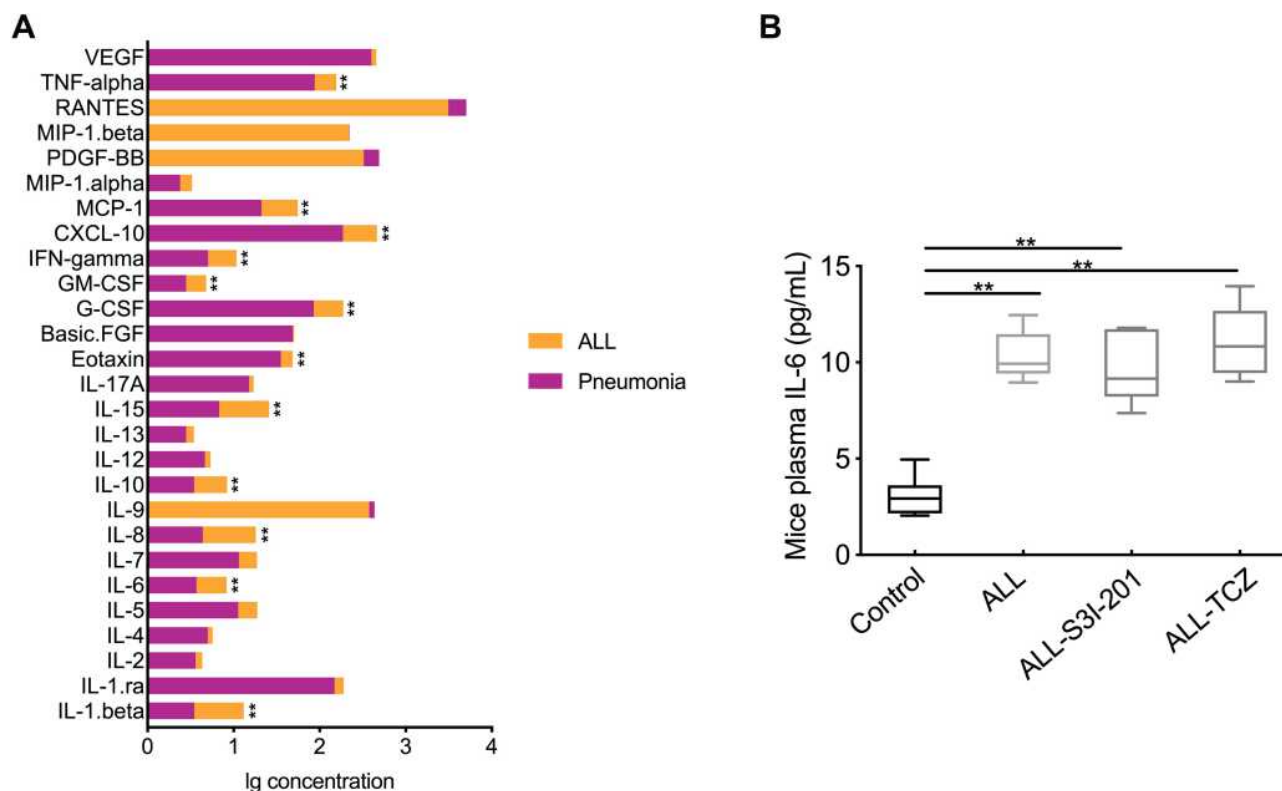 A
VEGF
TNF-alpha **
RANTES
MIP-1.beta
PDGF-BB
MIP-1.alpha
MCP-1 **
CXCL-10 **
IFN-gamma **
GM-CSF **
G-CSF **
Basic.FGF
Eotaxin **
IL-17A
IL-15 **
IL-13
IL-12
IL-10 **
IL-9
IL-8 **
IL-7
IL-6 **
IL-5
IL-4
IL-2
IL-1.ra
IL-1.beta **
0 1 2 3 4
lg concentration
ALL
Pneumonia
B
**
**
**
Mice plasma IL-6 (pg/mL)
15
10
5
0
Control
ALL
ALL-S3I-201
ALL-TCZ